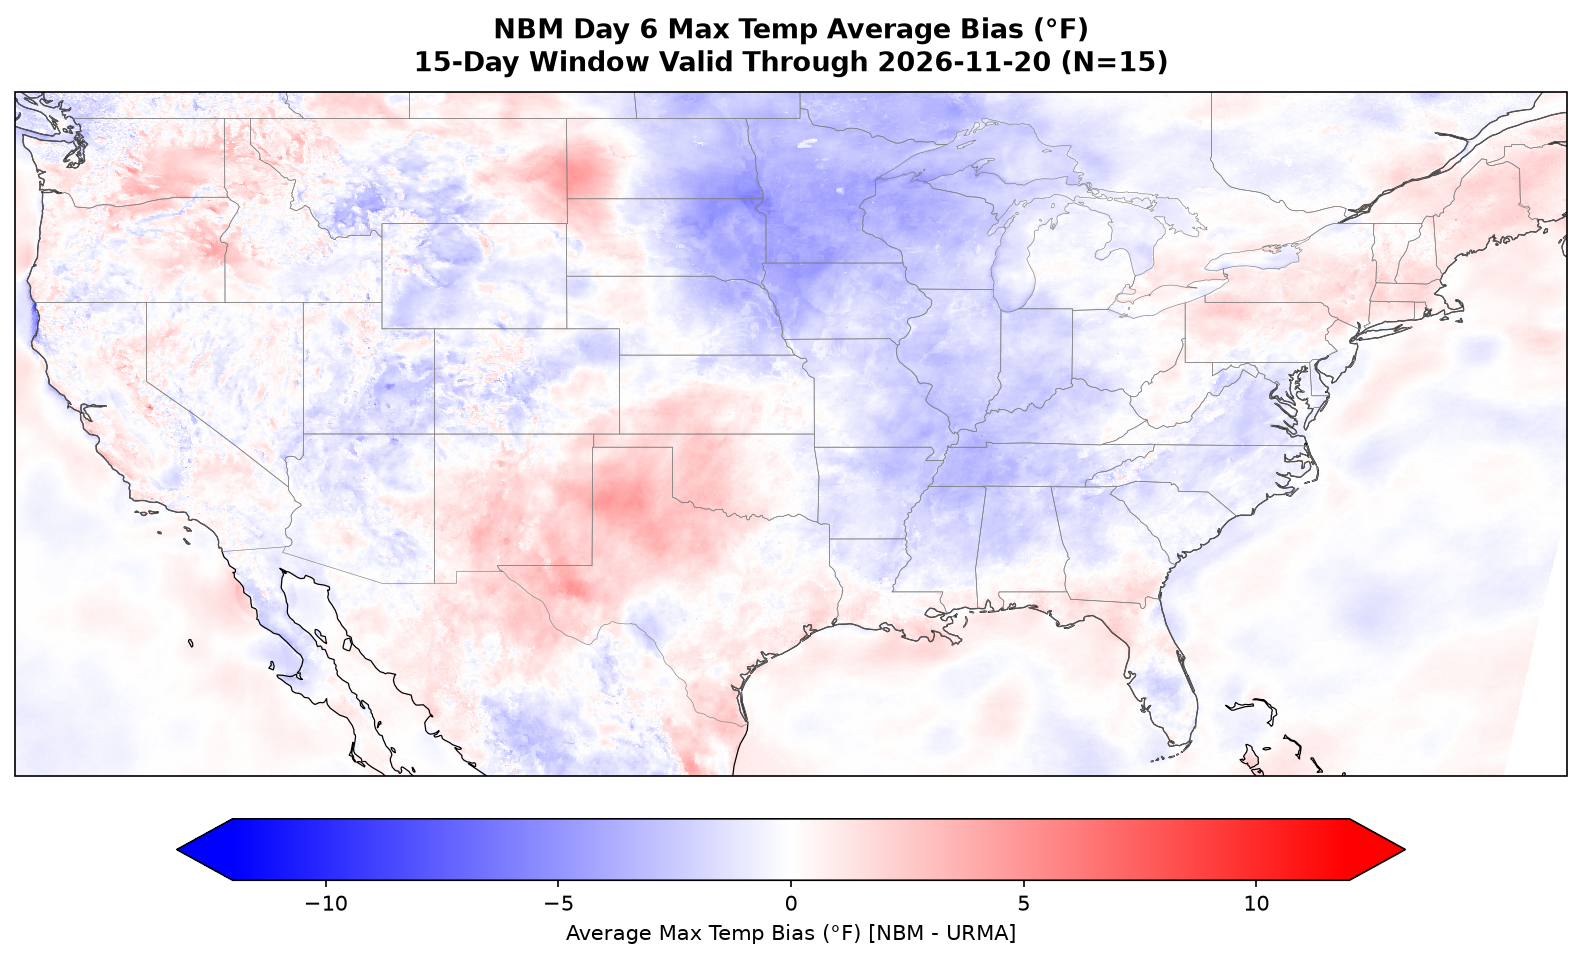 NBM Day 6 Max Temp Average Bias (°F)
15-Day Window Valid Through 2026-11-20 (N=15)
−10 −5 0 5 10
Average Max Temp Bias (°F) [NBM - URMA]